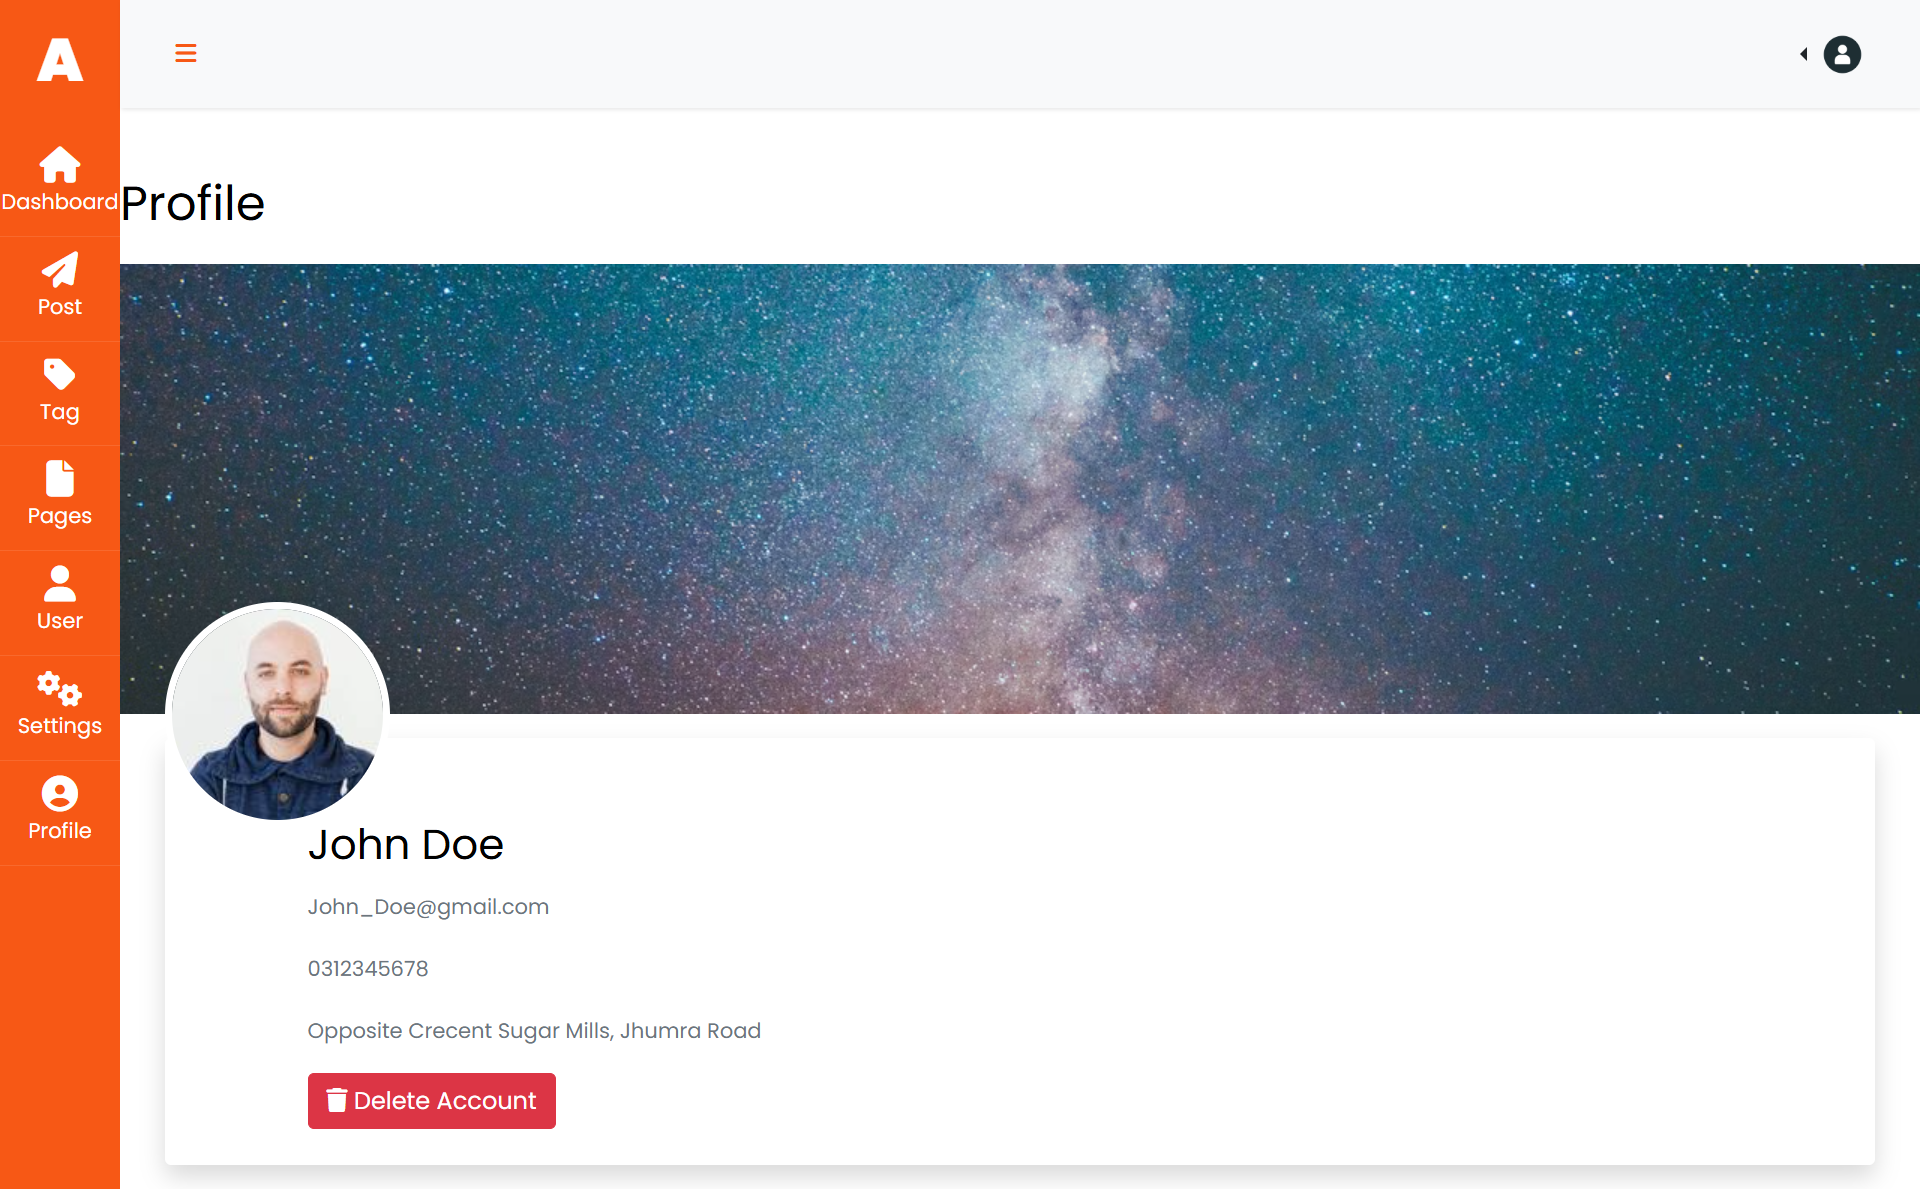 A
Dashboard
Post
Tag
Pages
User
Settings
Profile
Profile
John Doe
John_Doe@gmail.com
0312345678
Opposite Crecent Sugar Mills, Jhumra Road
Delete Account